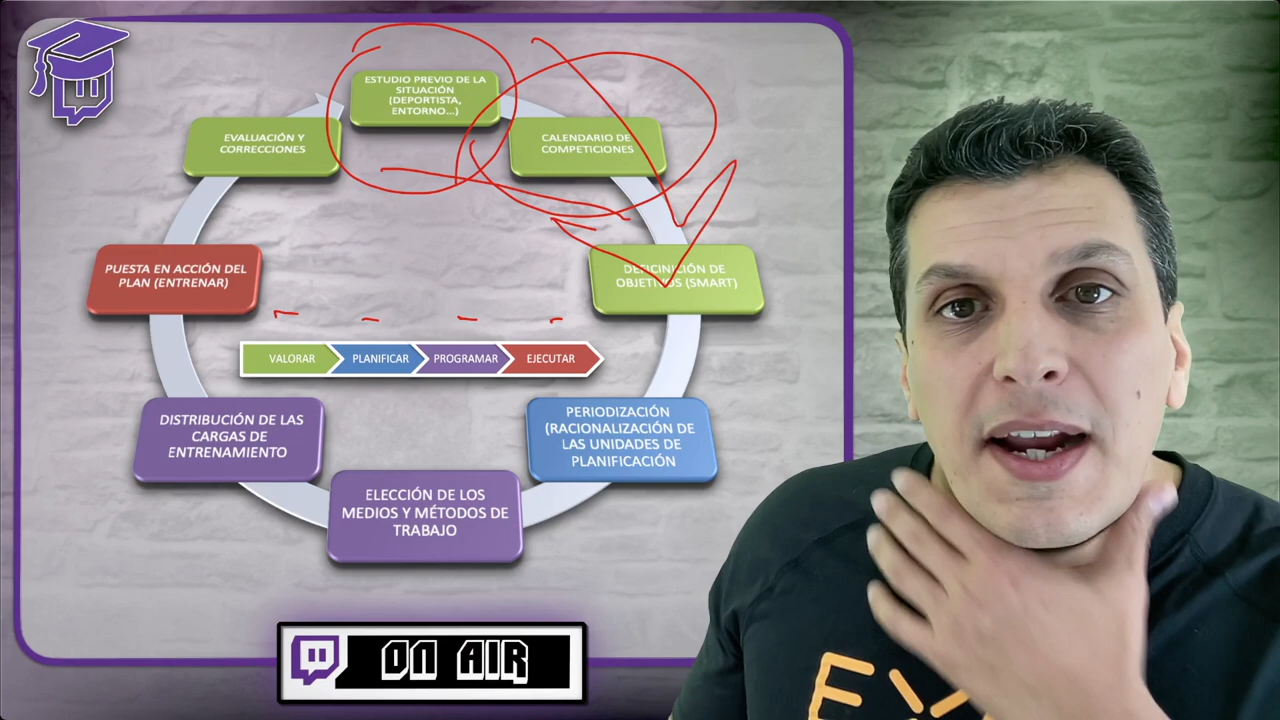 ESTUDIO PREVIO DE LA
SITUACIÓN
(DEPORTISTA,
ENTORNO...)
EVALUACIÓN Y
CORRECCIONES
CALENDARIO DE
COMPETICIONES
PUESTA EN ACCIÓN DEL
PLAN (ENTRENAR)
DEFICINICIÓN DE
OBJETIVOS (SMART)
VALORAR
PLANIFICAR
PROGRAMAR
EJECUTAR
DISTRIBUCIÓN DE LAS
CARGAS DE
ENTRENAMIENTO
PERIODIZACIÓN
(RACIONALIZACIÓN DE
LAS UNIDADES DE
PLANIFICACIÓN
ELECCIÓN DE LOS
MEDIOS Y MÉTODOS DE
TRABAJO
ON AIR